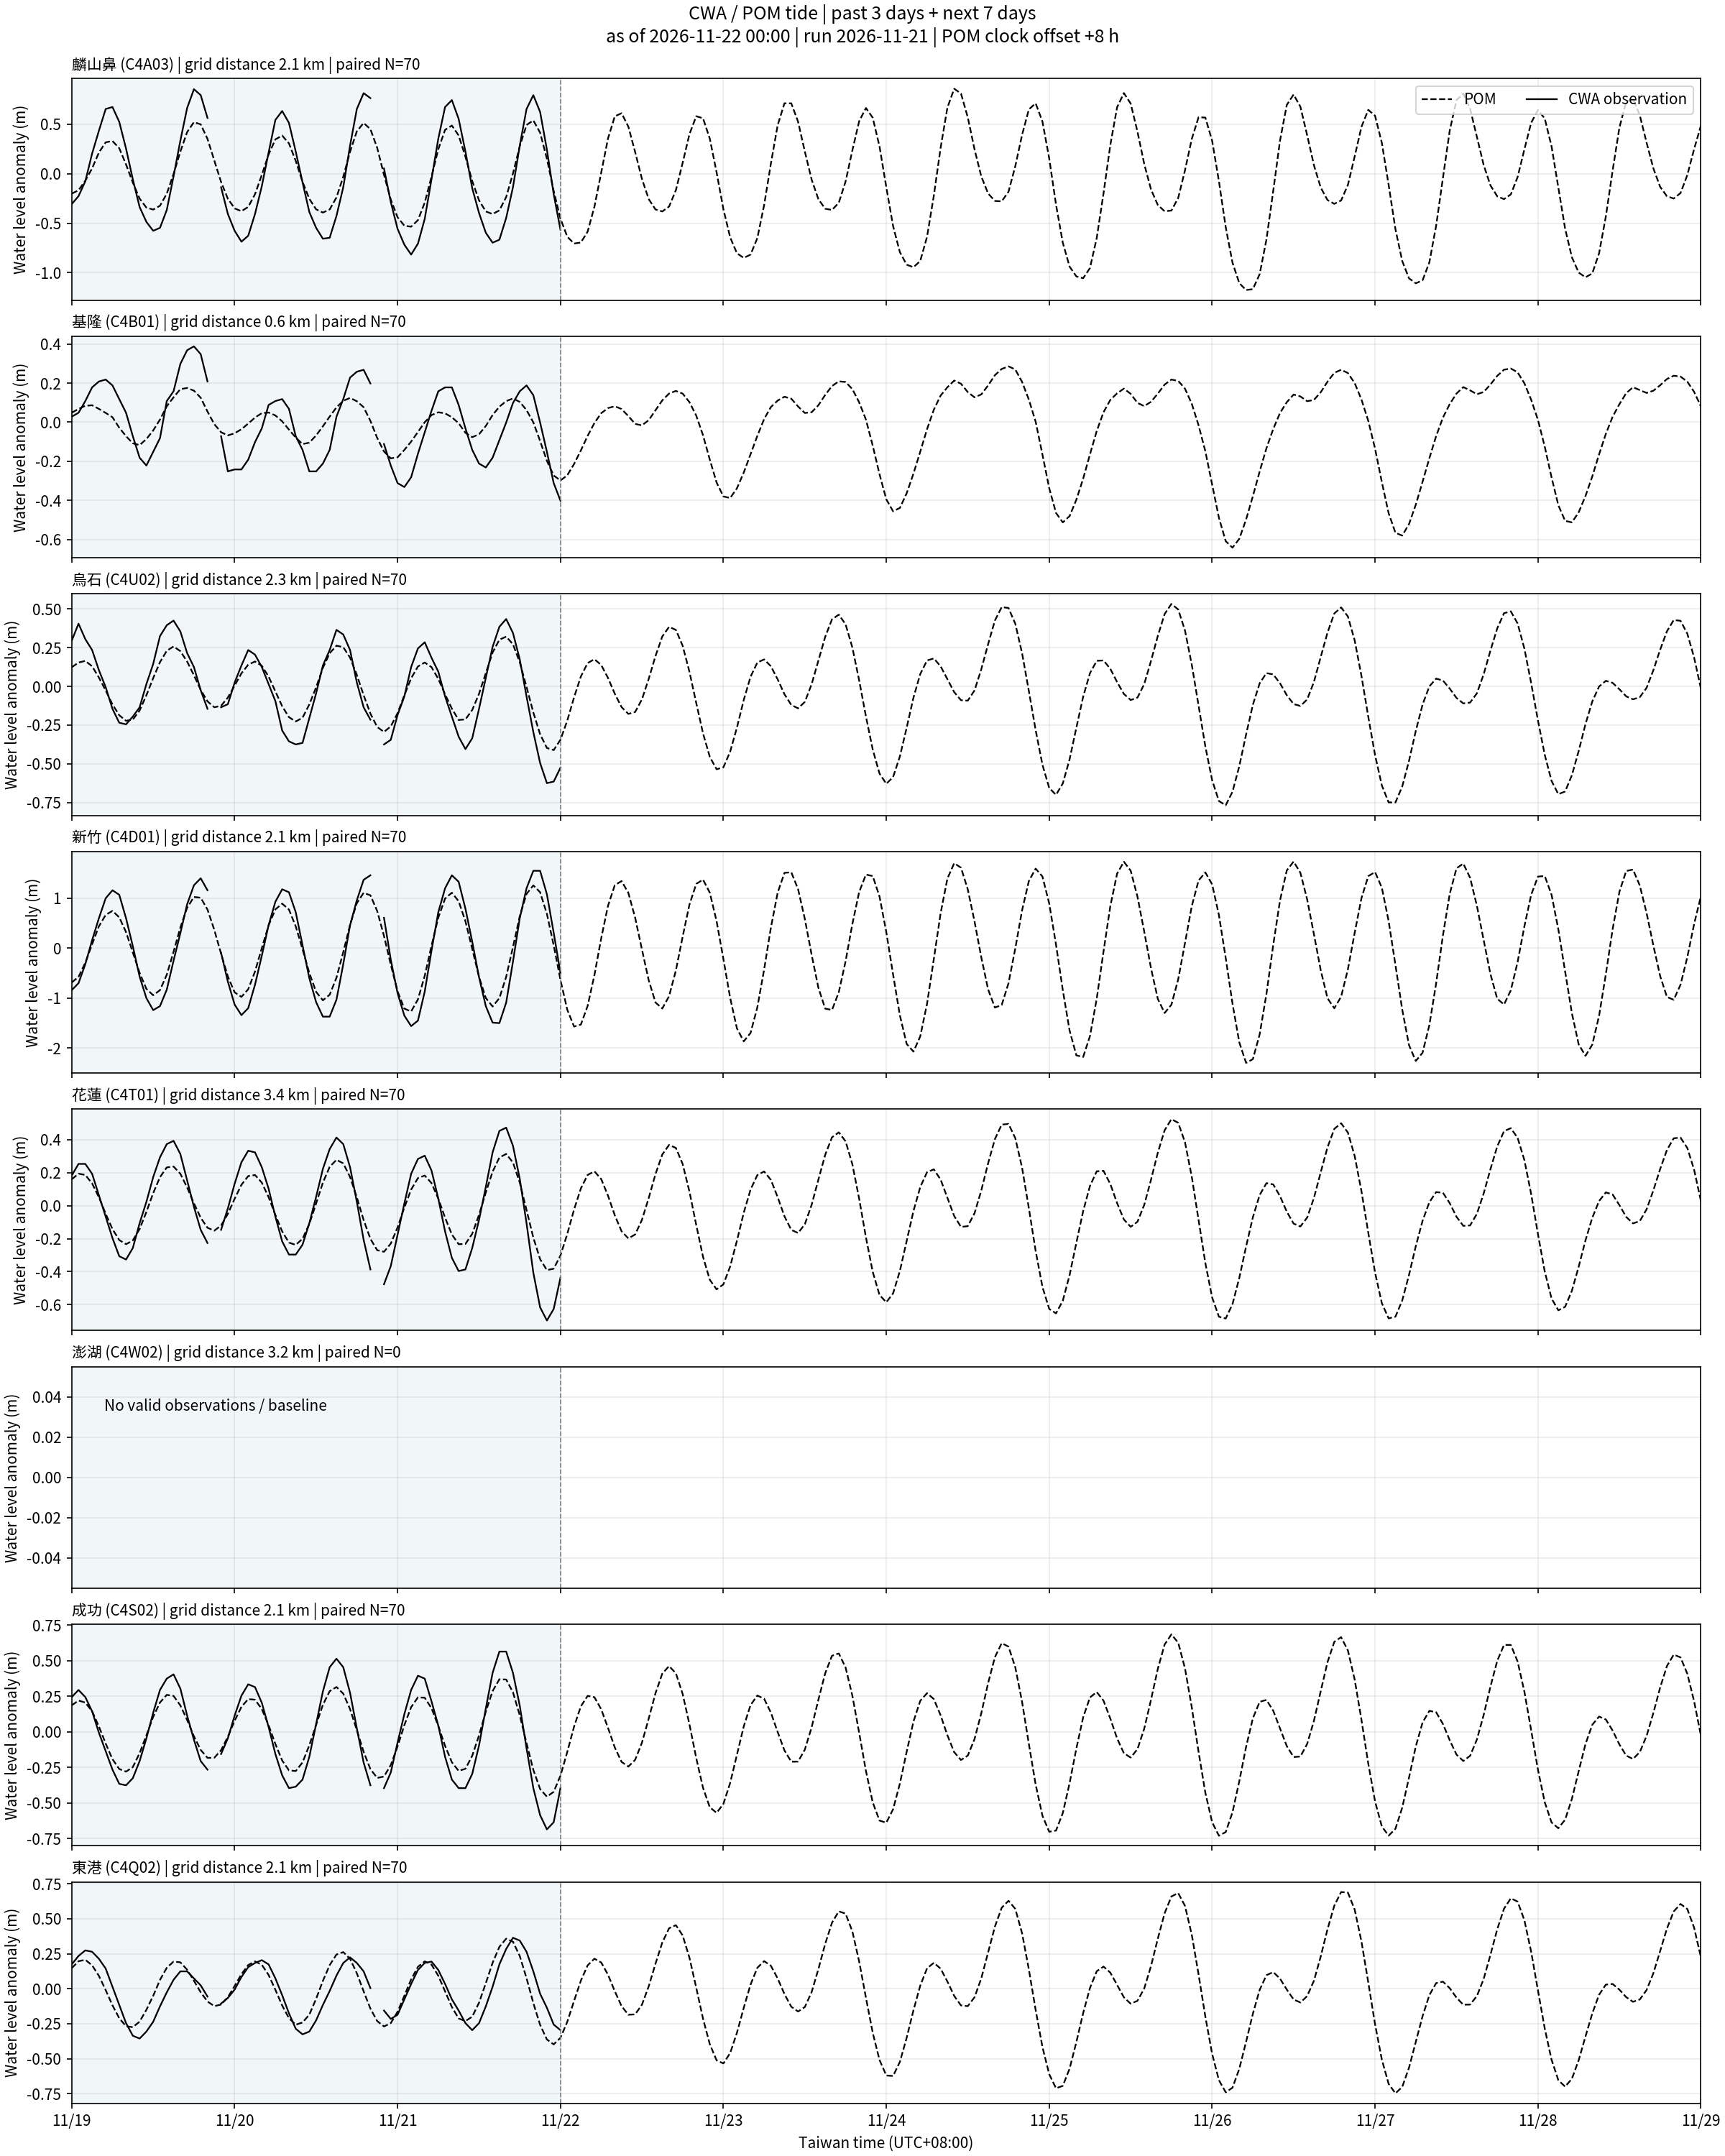 CWA / POM tide | past 3 days + next 7 days
as of 2026-11-22 00:00 | run 2026-11-21 | POM clock offset +8 h
麟山鼻 (C4A03) | grid distance 2.1 km | paired N=70
POM
CWA observation
Water level anomaly (m)
0.5
0.0
-0.5
-1.0
基隆 (C4B01) | grid distance 0.6 km | paired N=70
Water level anomaly (m)
0.4
0.2
0.0
-0.2
-0.4
-0.6
烏石 (C4U02) | grid distance 2.3 km | paired N=70
Water level anomaly (m)
0.50
0.25
0.00
-0.25
-0.50
-0.75
新竹 (C4D01) | grid distance 2.1 km | paired N=70
Water level anomaly (m)
1
0
-1
-2
花蓮 (C4T01) | grid distance 3.4 km | paired N=70
Water level anomaly (m)
0.4
0.2
0.0
-0.2
-0.4
-0.6
澎湖 (C4W02) | grid distance 3.2 km | paired N=0
Water level anomaly (m)
0.04
0.02
0.00
-0.02
-0.04
No valid observations / baseline
成功 (C4S02) | grid distance 2.1 km | paired N=70
Water level anomaly (m)
0.75
0.50
0.25
0.00
-0.25
-0.50
-0.75
東港 (C4Q02) | grid distance 2.1 km | paired N=70
Water level anomaly (m)
0.75
0.50
0.25
0.00
-0.25
-0.50
-0.75
11/19 11/20 11/21 11/22 11/23 11/24 11/25 11/26 11/27 11/28 11/29
Taiwan time (UTC+08:00)